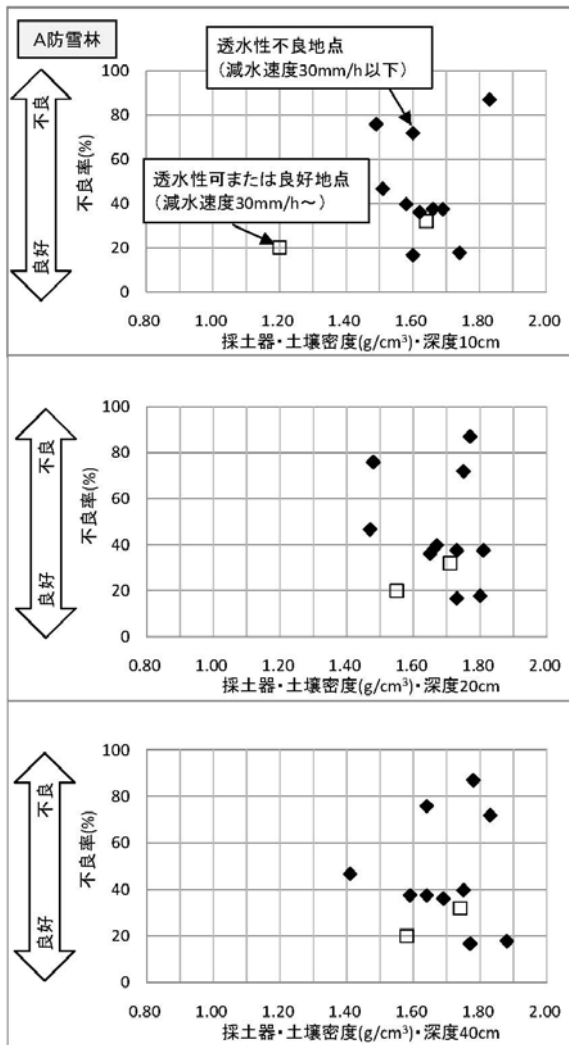 A防雪林
透水性不良地点
(減水速度30mm/h以下)
透水性可または良好地点
(減水速度30mm/h～)
不良
良好
不良率(%)
100
80
60
40
20
0
0.80 1.00 1.20 1.40 1.60 1.80 2.00
採土器・土壌密度(g/cm³)・深度10cm
不良
良好
不良率(%)
100
80
60
40
20
0
0.80 1.00 1.20 1.40 1.60 1.80 2.00
採土器・土壌密度(g/cm³)・深度20cm
不良
良好
不良率(%)
100
80
60
40
20
0
0.80 1.00 1.20 1.40 1.60 1.80 2.00
採土器・土壌密度(g/cm³)・深度40cm